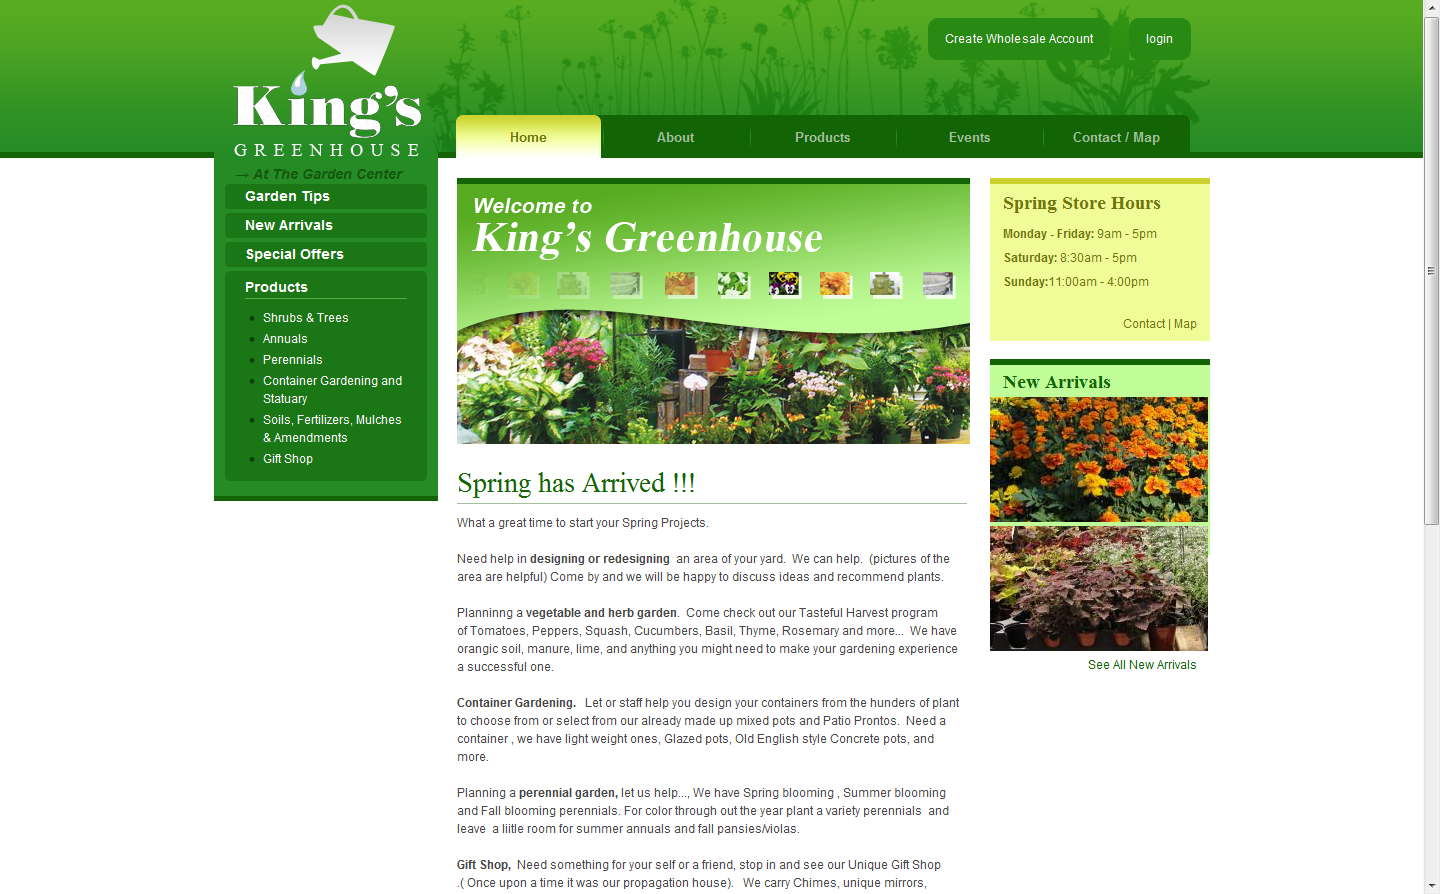 King's
GREENHOUSE
→ At The Garden Center
Create Wholesale Account
login
Home
About
Products
Events
Contact / Map
Garden Tips
New Arrivals
Special Offers
Products
Shrubs & Trees
Annuals
Perennials
Container Gardening and
Statuary
Soils, Fertilizers, Mulches
& Amendments
Gift Shop
Welcome to
King's Greenhouse
Spring has Arrived !!!
What a great time to start your Spring Projects.
Need help in designing or redesigning  an area of your yard.  We can help.  (pictures of the
area are helpful) Come by and we will be happy to discuss ideas and recommend plants.
Planninng a vegetable and herb garden.  Come check out our Tasteful Harvest program
of Tomatoes, Peppers, Squash, Cucumbers, Basil, Thyme, Rosemary and more...  We have
orangic soil, manure, lime, and anything you might need to make your gardening experience
a successful one.
Container Gardening.   Let or staff help you design your containers from the hunders of plant
to choose from or select from our already made up mixed pots and Patio Prontos.  Need a
container , we have light weight ones, Glazed pots, Old English style Concrete pots, and
more.
Planning a perennial garden, let us help..., We have Spring blooming , Summer blooming
and Fall blooming perennials. For color through out the year plant a variety perennials  and
leave  a liitle room for summer annuals and fall pansies/violas.
Gift Shop,  Need something for your self or a friend, stop in and see our Unique Gift Shop
.( Once upon a time it was our propagation house).   We carry Chimes, unique mirrors,
Spring Store Hours
Monday - Friday: 9am - 5pm
Saturday: 8:30am - 5pm
Sunday:11:00am - 4:00pm
Contact | Map
New Arrivals
See All New Arrivals